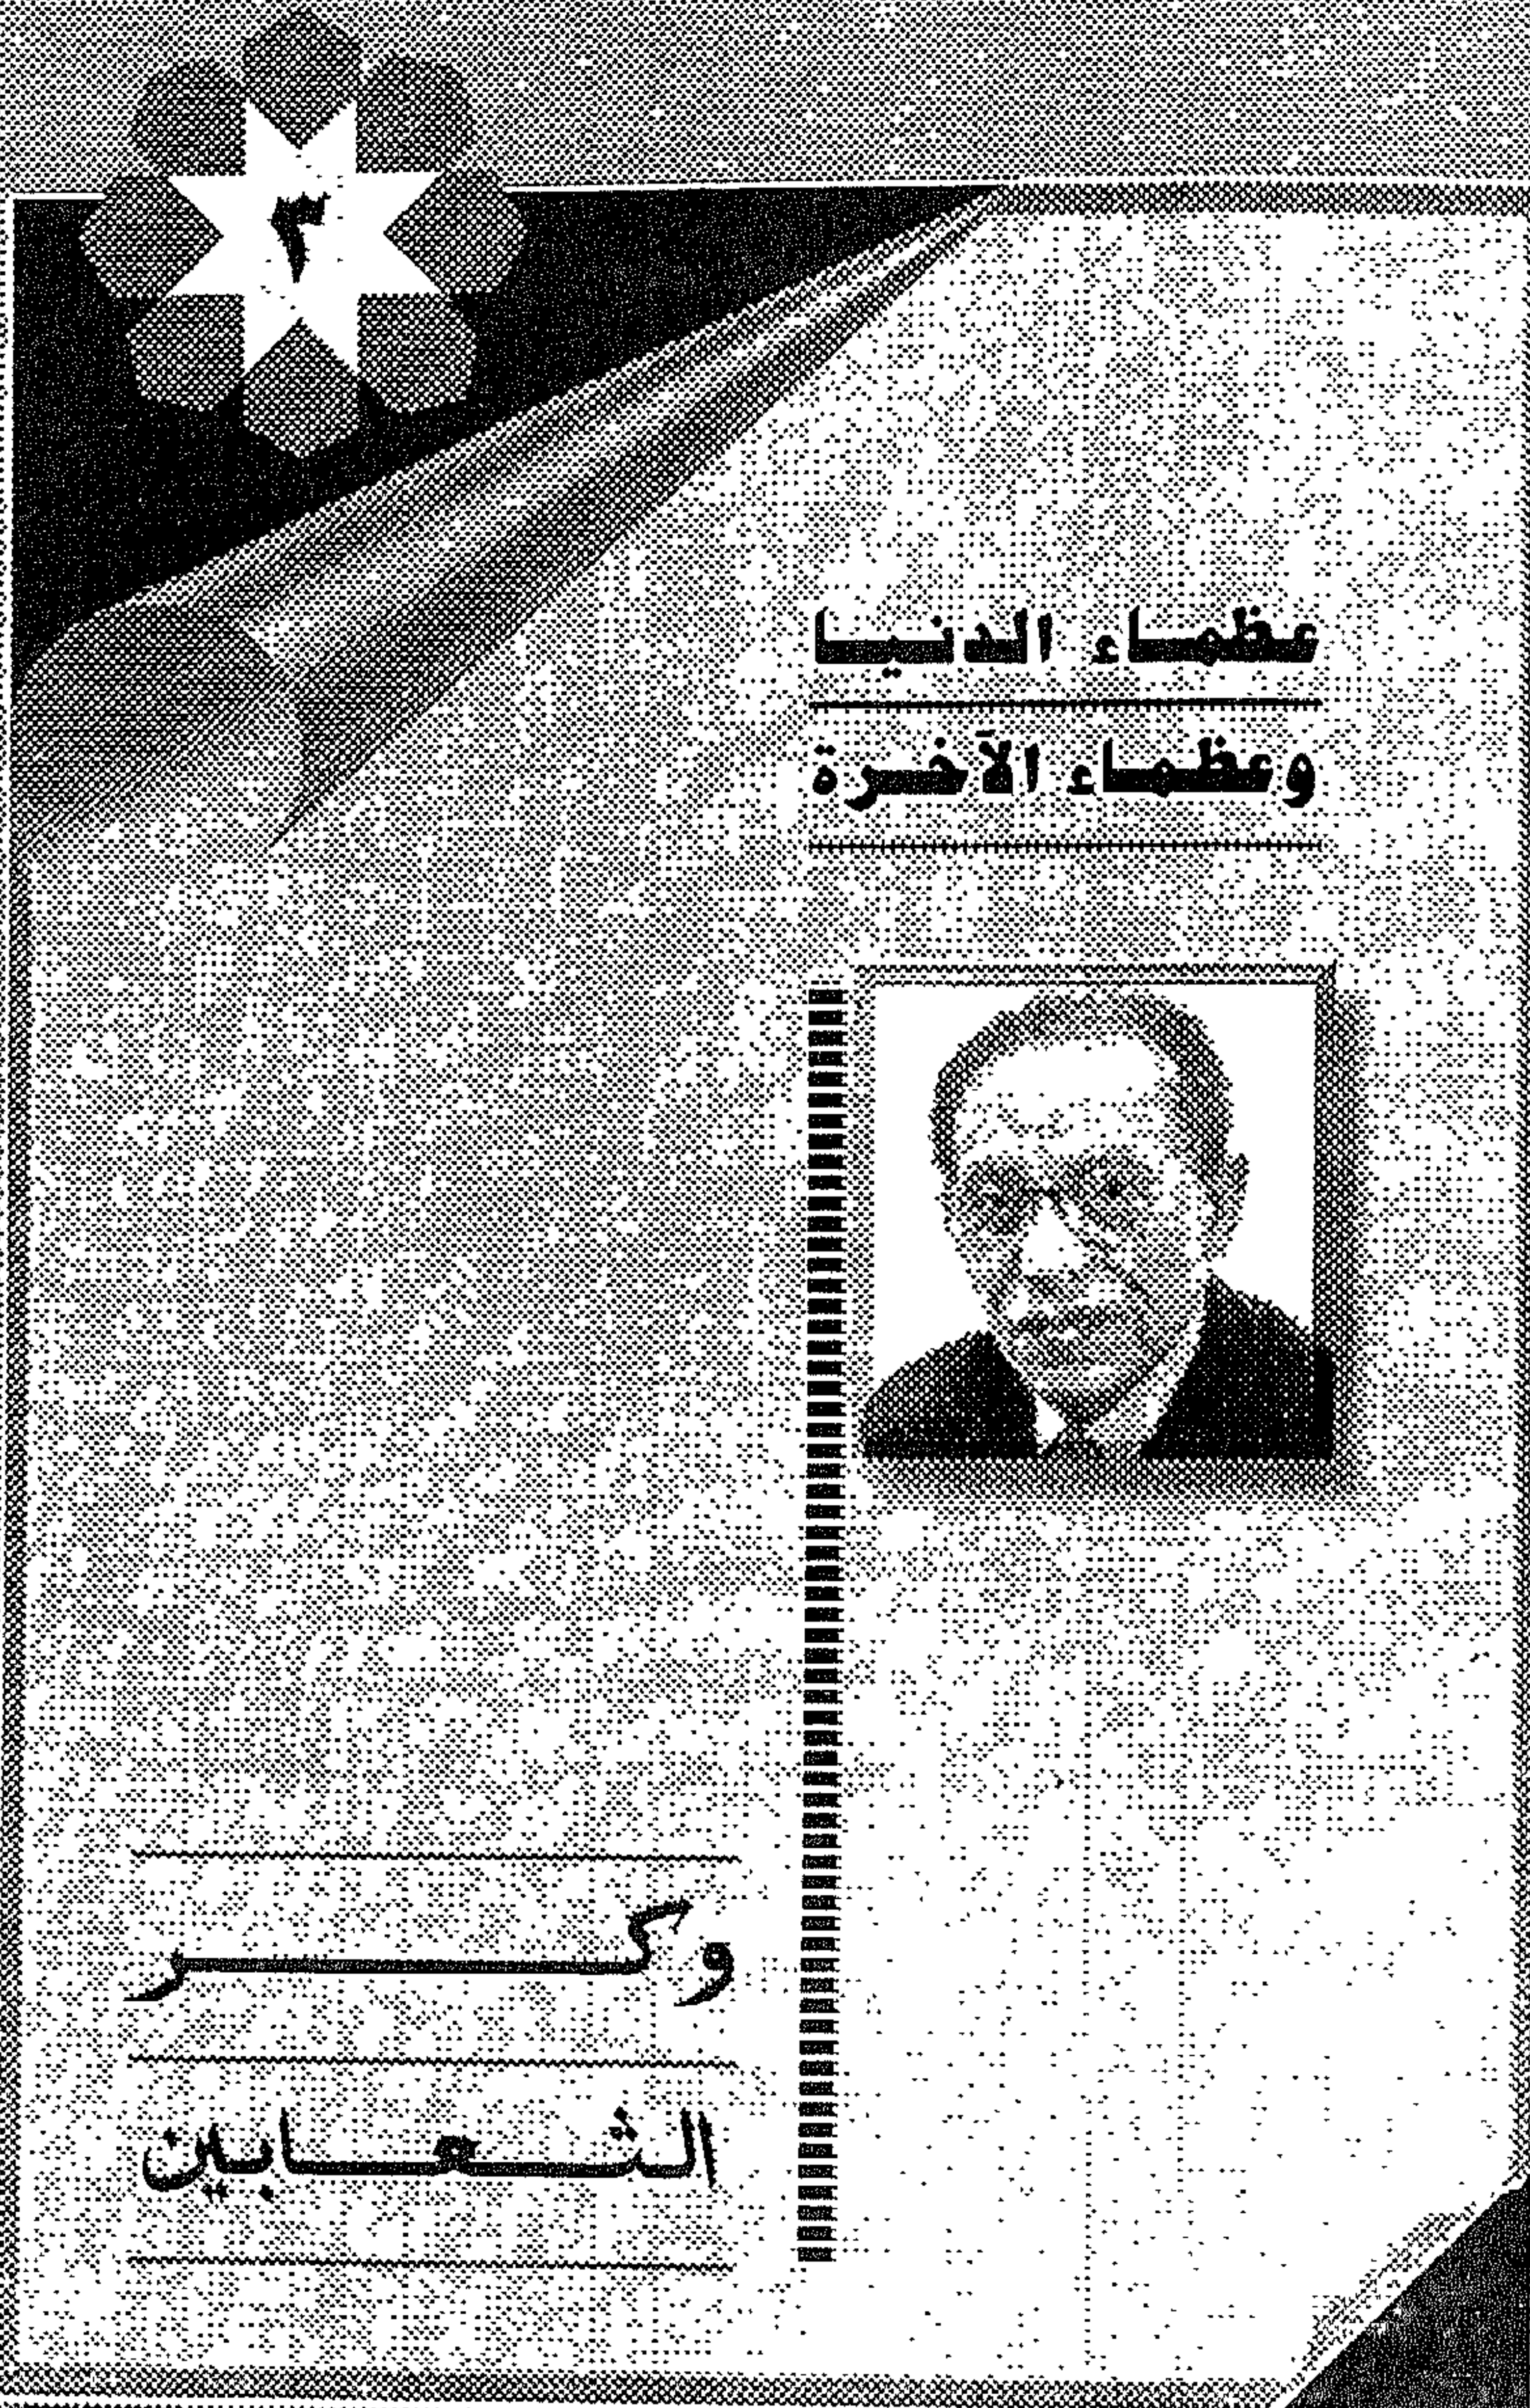 ٣
عظماء الدنيا
وعظماء الآخرة
وكر
الثعابين